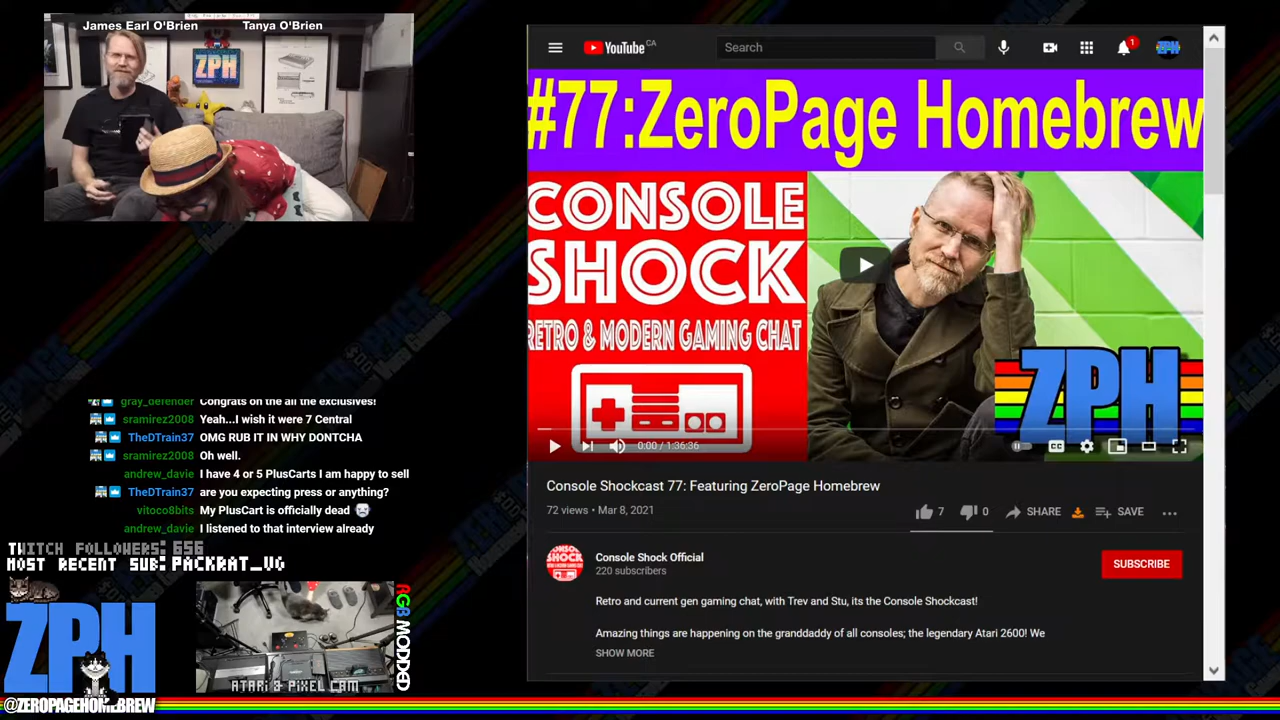 James Earl O'Brien
Tanya O'Brien
ZPH
gray_defender Congrats on the all the exclusives!
sramirez2008 Yeah...I wish it were 7 Central
TheDTrain37 OMG RUB IT IN WHY DONTCHA
sramirez2008 Oh well.
andrew_davie I have 4 or 5 PlusCarts I am happy to sell
TheDTrain37 are you expecting press or anything?
vitoco8bits My PlusCart is officially dead
andrew_davie I listened to that interview already
TWITCH FOLLOWERS: 656
MOST RECENT SUB: PACKRAT_VG
ZPH
@ZEROPAGEHOMEBREW
ATARI & PIXEL CAM
RGB MODDED
YouTube CA
Search
1
#77:ZeroPage Homebrew
CONSOLE
SHOCK
RETRO & MODERN GAMING CHAT
ZPH
0:00 / 1:36:36
CC
Console Shockcast 77: Featuring ZeroPage Homebrew
72 views • Mar 8, 2021
7
0
SHARE
SAVE
Console Shock Official
220 subscribers
SUBSCRIBE
Retro and current gen gaming chat, with Trev and Stu, its the Console Shockcast!
Amazing things are happening on the granddaddy of all consoles; the legendary Atari 2600! We
SHOW MORE